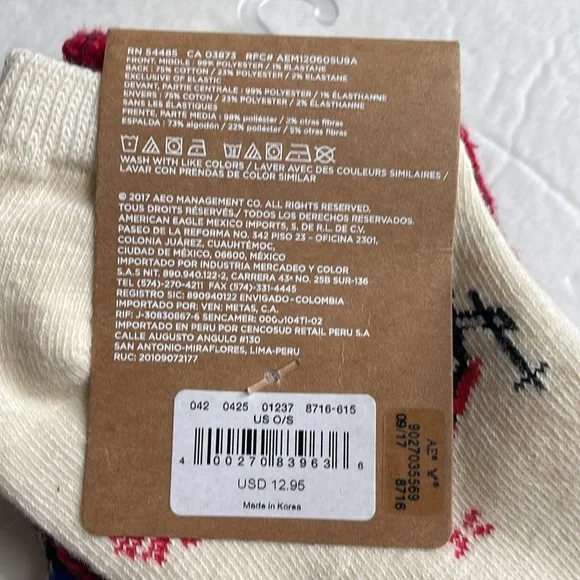 RN 54485 CA 03873 RFC# AEM120605U9A
FRONT, MIDDLE : 99% POLYESTER / 1% ELASTANE
BACK : 75% COTTON / 23% POLYESTER / 2% ELASTANE
EXCLUSIVE OF ELASTIC
DEVANT, PARTIE CENTRALE : 99% POLYESTER / 1% ÉLASTHANNE
ENVERS : 75% COTON / 23% POLYESTER / 2% ÉLASTHANNE
SANS LES ÉLASTIQUES
FRENTE, PARTE MEDIA : 98% poliéster / 2% otras fibras
ESPALDA : 73% algodón / 22% poliéster / 5% otras fibras
WASH WITH LIKE COLORS / LAVER AVEC DES COULEURS SIMILAIRES /
LAVAR CON PRENDAS DE COLOR SIMILAR
© 2017 AEO MANAGEMENT CO. ALL RIGHTS RESERVED.
TOUS DROITS RÉSERVÉS./ TODOS LOS DERECHOS RESERVADOS.
AMERICAN EAGLE MEXICO IMPORTS, S. DE R.L. DE C.V.
PASEO DE LA REFORMA NO. 342 PISO 23 - OFICINA 2301,
COLONIA JUÁREZ, CUAUHTÉMOC,
CIUDAD DE MÉXICO, 06600, MÉXICO
IMPORTADO POR INDUSTRIA MERCADEO Y COLOR
S.A.S NIT. 890.940.122-2, CARRERA 43ª NO. 25B SUR-136
TEL (574)-270-4211 FAX (574)-331-4445
REGISTRO SIC: 890940122 ENVIGADO-COLOMBIA
IMPORTADO POR: VEN: METAS, C.A.
RIF: J-30830867-6 SENCAMER: 0060104TI-02
IMPORTADO EN PERU POR CENCOSUD RETAIL PERU S.A
CALLE AUGUSTO ANGULO #130
SAN ANTONIO-MIRAFLORES, LIMA-PERU
RUC: 20109072177
042 0425 01237 8716-615
US O/S
4 00270 83963 6
USD 12.95
Made in Korea
AE®
9027035569
09/17 8716